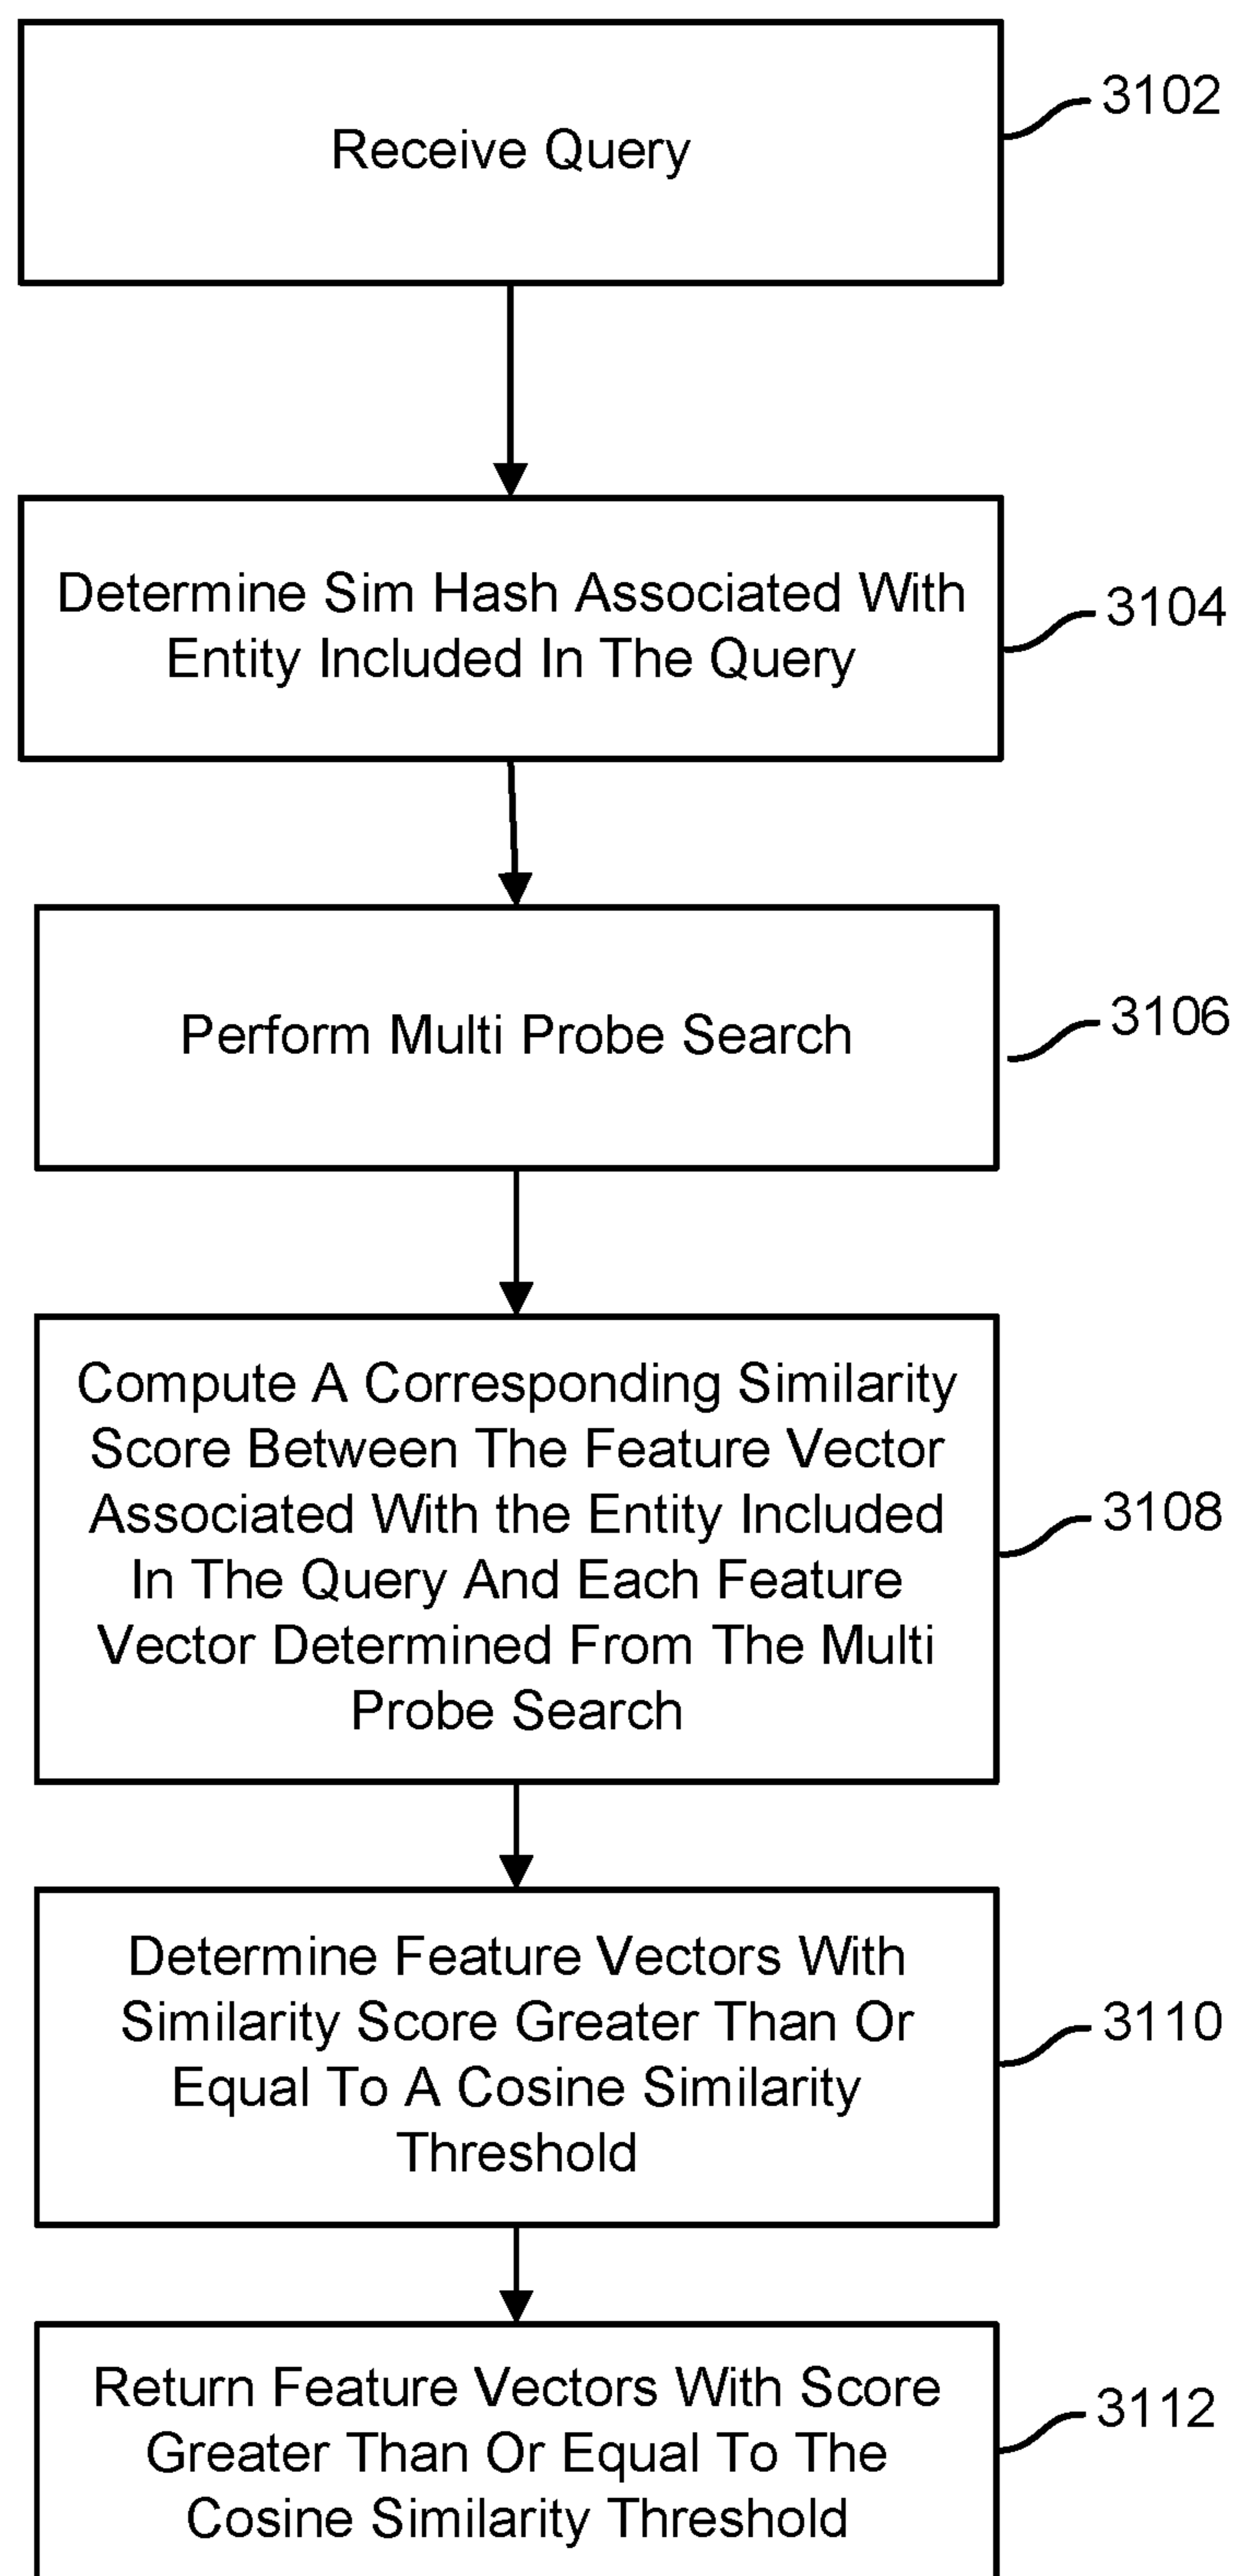 Receive Query
3102
Determine Sim Hash Associated With
Entity Included In The Query
3104
Perform Multi Probe Search
3106
Compute A Corresponding Similarity
Score Between The Feature Vector
Associated With the Entity Included
In The Query And Each Feature
Vector Determined From The Multi
Probe Search
3108
Determine Feature Vectors With
Similarity Score Greater Than Or
Equal To A Cosine Similarity
Threshold
3110
Return Feature Vectors With Score
Greater Than Or Equal To The
Cosine Similarity Threshold
3112